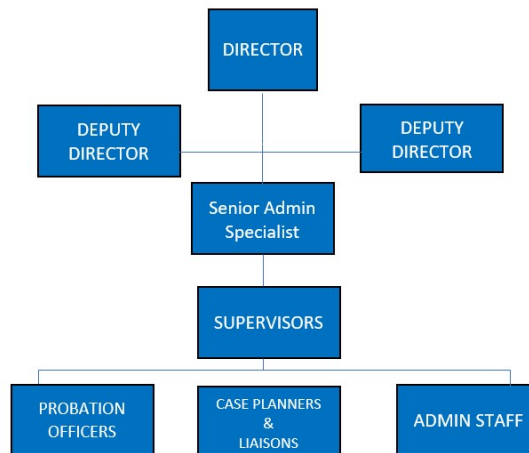 DIRECTOR
DEPUTY
DIRECTOR
DEPUTY
DIRECTOR
Senior Admin
Specialist
SUPERVISORS
PROBATION
OFFICERS
CASE PLANNERS
&
LIAISONS
ADMIN STAFF